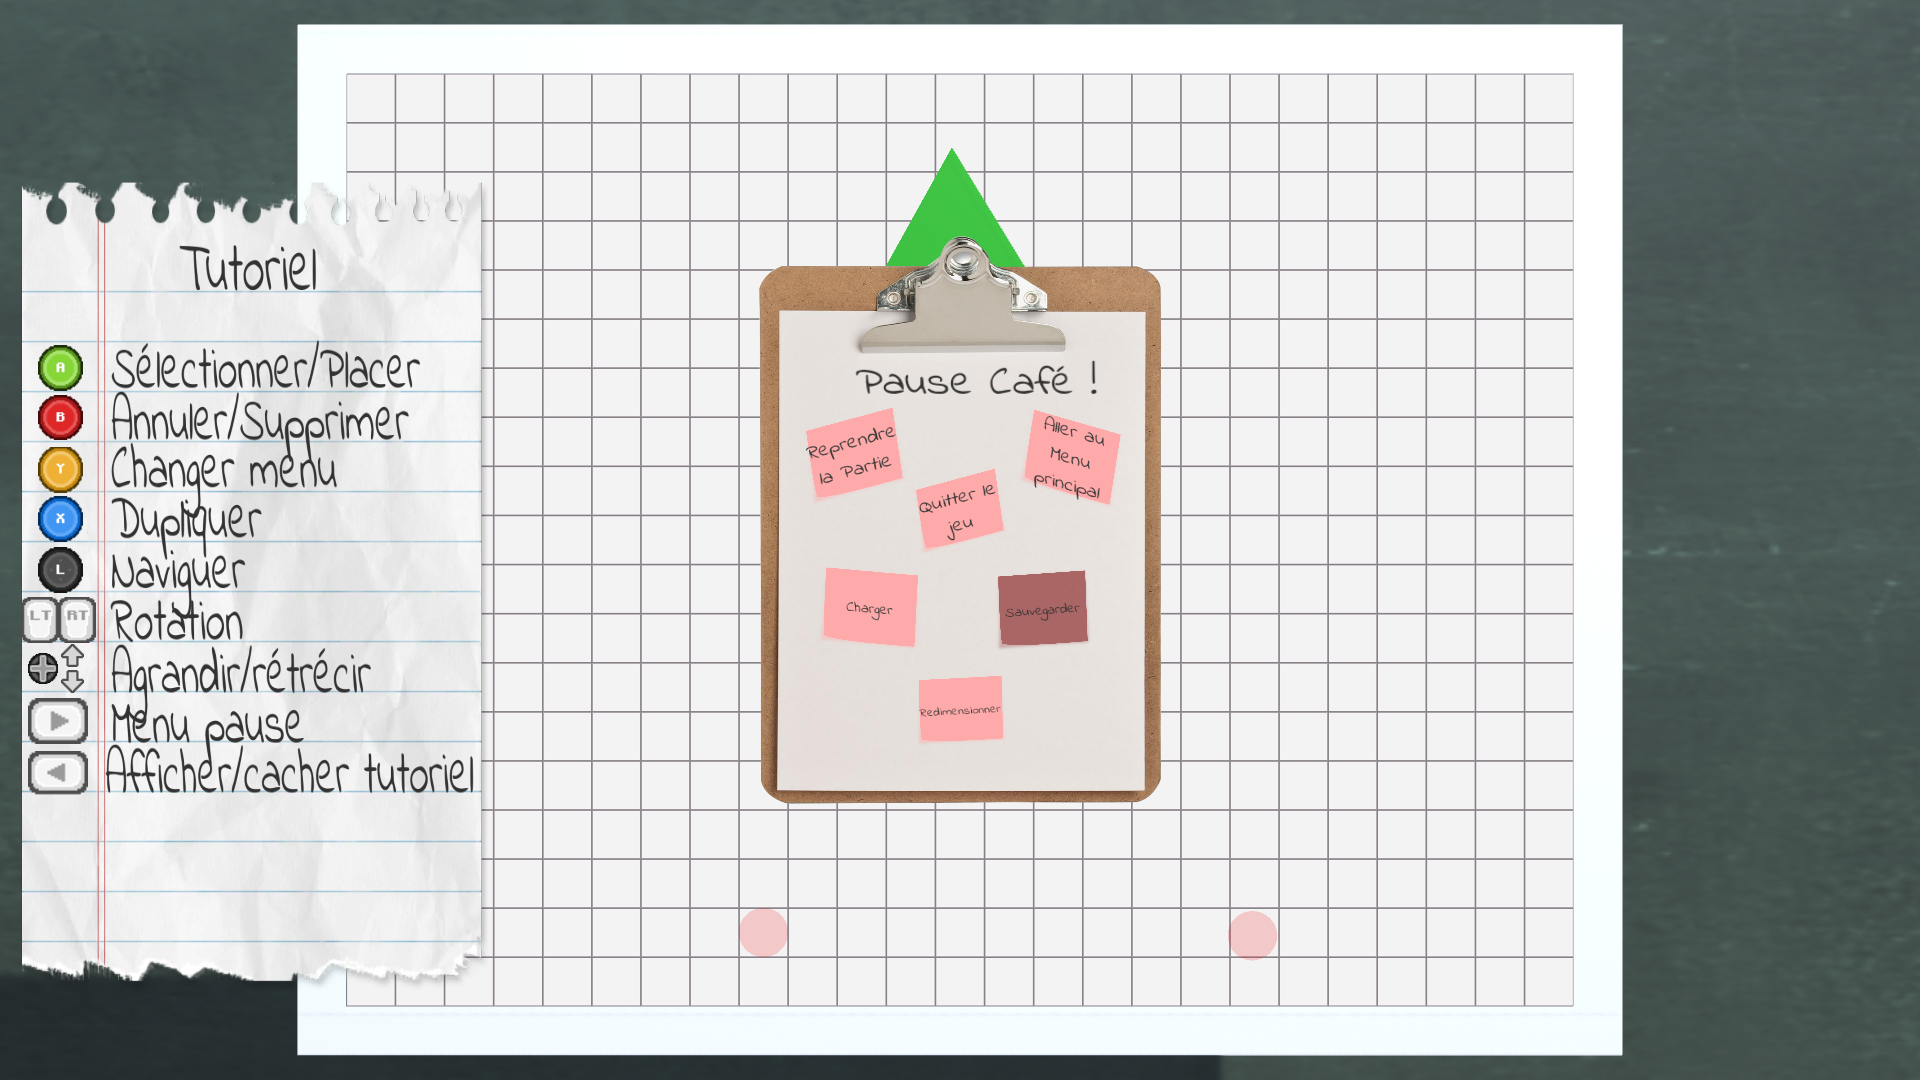 Tutoriel
A Sélectionner/Placer
B Annuler/Supprimer
Y Changer menu
X Dupliquer
L Naviguer
LT RT Rotation
Agrandir/rétrécir
Menu pause
Afficher/cacher tutoriel
Pause Café !
Reprendre
la Partie
Aller au
Menu
principal
Quitter le
jeu
Charger
Sauvegarder
Redimensionner